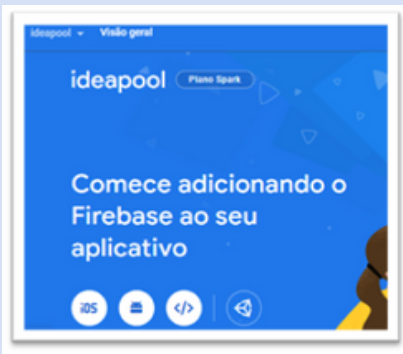 ideapool Visão geral
ideapool Plano Spark
Comece adicionando o
Firebase ao seu
aplicativo
iOS </>